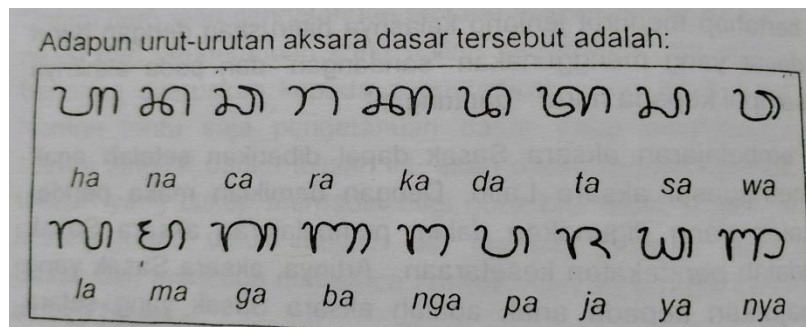 Adapun urut-urutan aksara dasar tersebut adalah:
ᬳ ᬦ ᬘ ᬭ ᬓ ᬤ ᬢ ᬲ ᬯ
ha na ca ra ka da ta sa wa
ᬮ ᬫ ᬕ ᬩ ᬗ ᬧ ᬚ ᬬ ᬜ
la ma ga ba nga pa ja ya nya